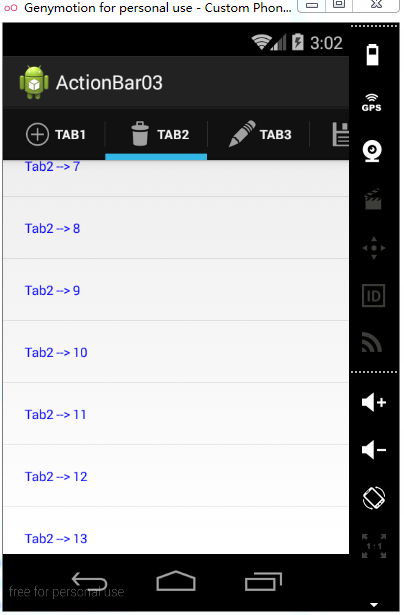 Genymotion for personal use - Custom Phon...
3:02
ActionBar03
TAB1 TAB2 TAB3
GPS
Tab2 --> 7
Tab2 --> 8
Tab2 --> 9
ID
Tab2 --> 10
Tab2 --> 11
Tab2 --> 12
Tab2 --> 13
1:1
free for personal use